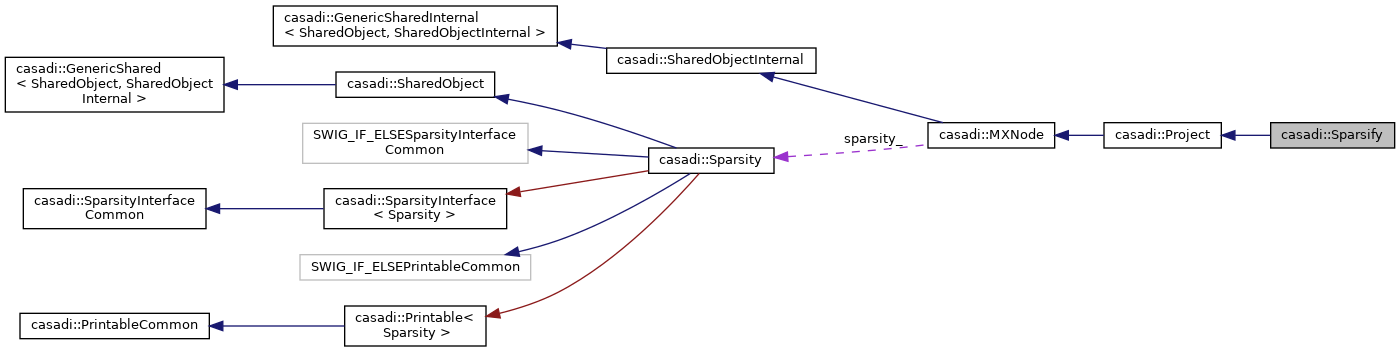 casadi::GenericSharedInternal
< SharedObject, SharedObjectInternal >
casadi::GenericShared
< SharedObject, SharedObject
Internal >
casadi::SharedObjectInternal
casadi::SharedObject
SWIG_IF_ELSESparsityInterface
Common
sparsity_
casadi::MXNode
casadi::Project
casadi::Sparsify
casadi::Sparsity
casadi::SparsityInterface
Common
casadi::SparsityInterface
< Sparsity >
SWIG_IF_ELSEPrintableCommon
casadi::PrintableCommon
casadi::Printable<
Sparsity >